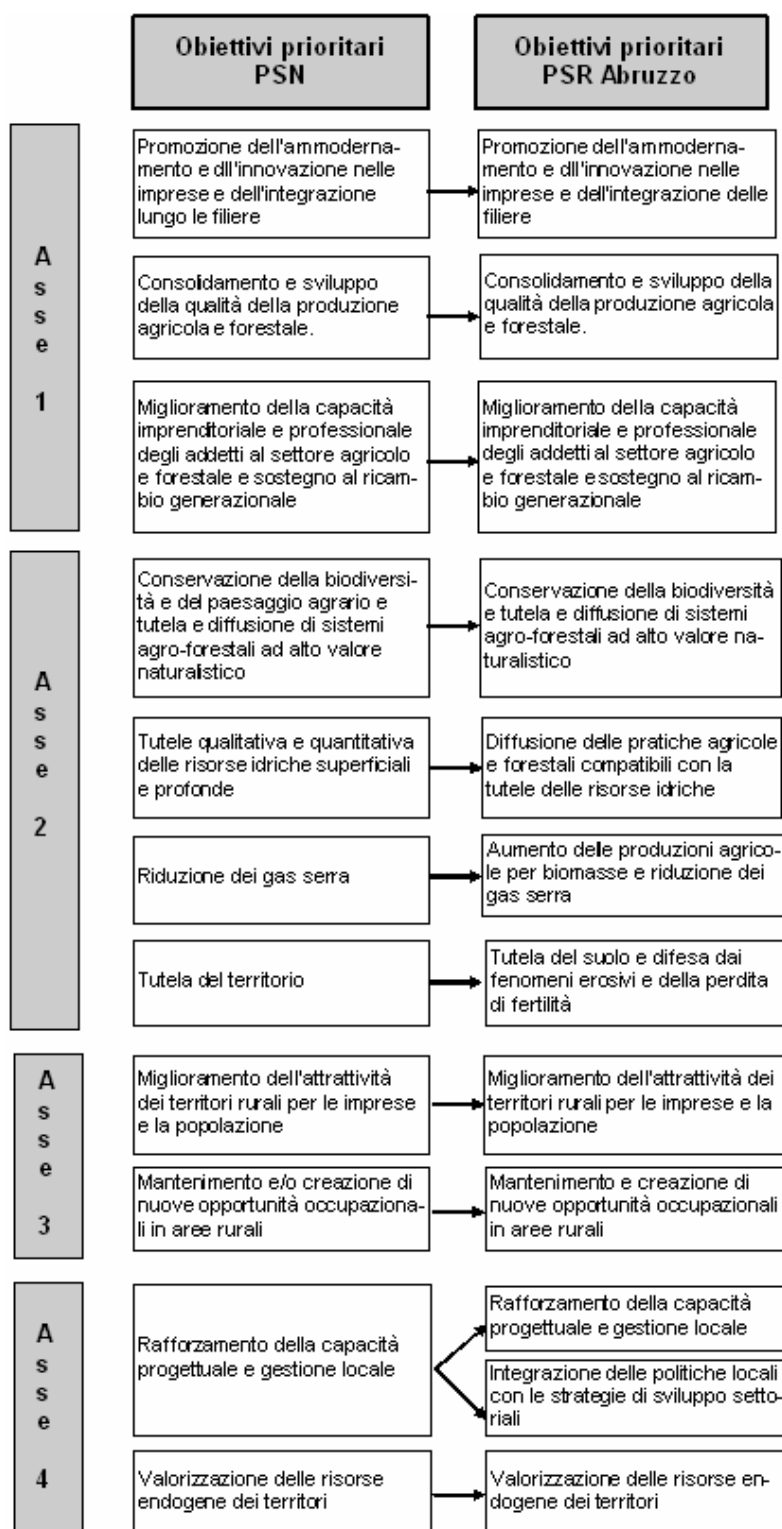 Obiettivi prioritari
PSN
Obiettivi prioritari
PSR Abruzzo
Asse 1
Promozione dell'ammoderna-
mento e dll'innovazione nelle
imprese e dell'integrazione
lungo le filiere
Promozione dell'ammoderna-
mento e dll'innovazione nelle
imprese e dell'integrazione delle
filiere
Consolidamento e sviluppo
della qualità della produzione
agricola e forestale.
Consolidamento e sviluppo della
qualità della produzione agricola
e forestale.
Miglioramento della capacità
imprenditoriale e professionale
degli addetti al settore agricolo
e forestale e sostegno al ricam-
bio generazionale
Miglioramento della capacità
imprenditoriale e professionale
degli addetti al settore agricolo
e forestale e sostegno al
ricambio generazionale
Asse 2
Conservazione della biodiversi-
tà e del paesaggio agrario e
tutela e diffusione di sistemi
agro-forestali ad alto valore
naturalistico
Conservazione della biodiversità
e tutela e diffusione di sistemi
agro-forestali ad alto valore na-
turalistico
Tutele qualitativa e quantitativa
delle risorse idriche superficiali
e profonde
Diffusione delle pratiche agricole
e forestali compatibili con la
tutele delle risorse idriche
Riduzione dei gas serra
Aumento delle produzioni agrico-
le per biomasse e riduzione dei
gas serra
Tutela del territorio
Tutela del suolo e difesa dai
fenomeni erosivi e della perdita
di fertilità
Asse 3
Miglioramento dell'attrattività
dei territori rurali per le imprese
e la popolazione
Miglioramento dell'attrattività dei
territori rurali per le imprese e la
popolazione
Mantenimento e/o creazione di
nuove opportunità occupaziona-
li in aree rurali
Mantenimento e creazione di
nuove opportunità occupazionali
in aree rurali
Asse 4
Rafforzamento della capacità
progettuale e gestione locale
Rafforzamento della capacità
progettuale e gestione locale
Integrazione delle politiche locali
con le strategie di sviluppo setto-
riali
Valorizzazione delle risorse
endogene dei territori
Valorizzazione delle risorse en-
dogene dei territori